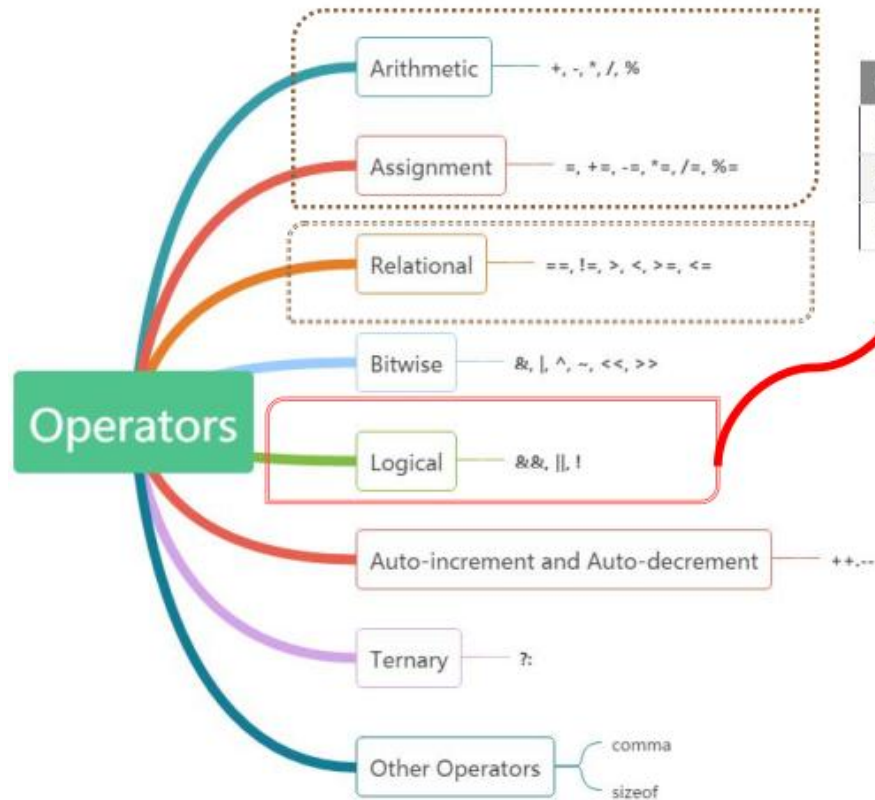 Arithmetic +, -, *, /, %
Assignment =, +=, -=, *=, /=, %=
Relational ==, !=, >, <, >=, <=
Bitwise &, |, ^, ~, <<, >>
Operators
Logical &&, ||, !
Auto-increment and Auto-decrement ++.--
Ternary ?:
Other Operators
comma
sizeof